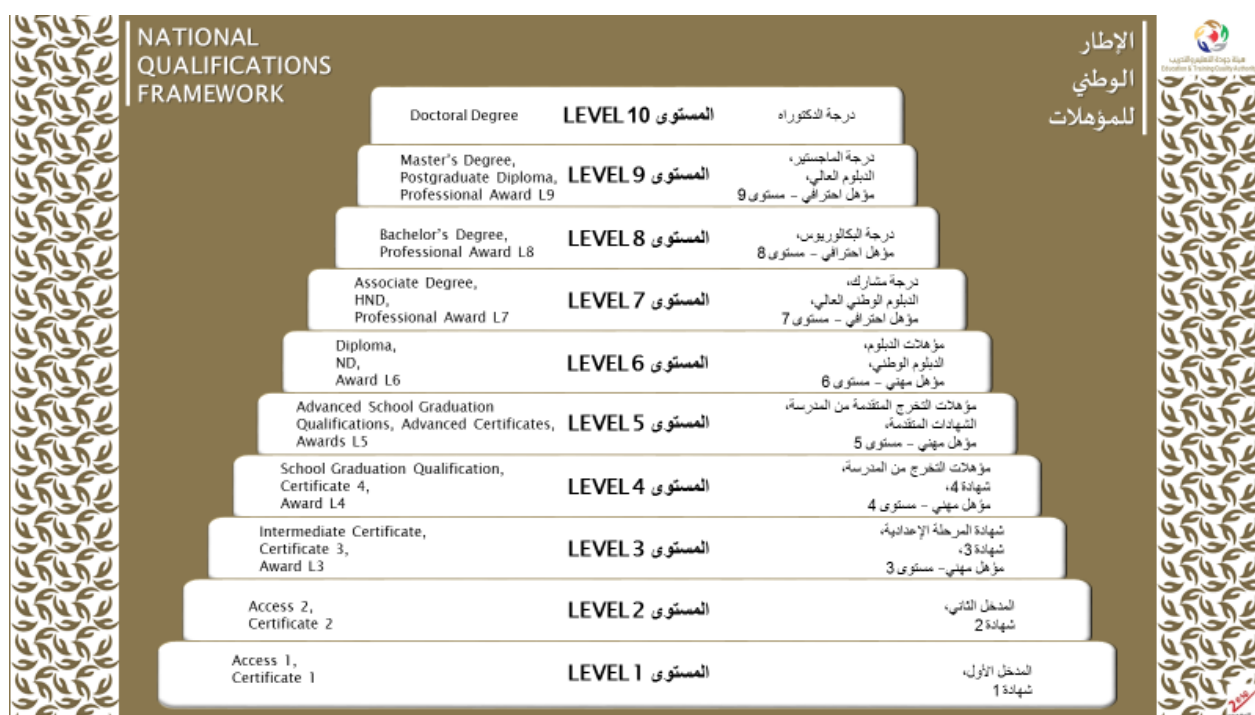 NATIONAL
QUALIFICATIONS
FRAMEWORK
الإطار
الوطني
للمؤهلات
هيئة جودة التعليم والتدريب
Education & Training Quality Authority
Doctoral Degree
LEVEL 10 المستوى
درجة الدكتوراه
Master's Degree,
Postgraduate Diploma,
Professional Award L9
LEVEL 9 المستوى
درجة الماجستير،
الدبلوم العالي،
مؤهل احترافي – مستوى 9
Bachelor's Degree,
Professional Award L8
LEVEL 8 المستوى
درجة البكالوريوس،
مؤهل احترافي – مستوى 8
Associate Degree,
HND,
Professional Award L7
LEVEL 7 المستوى
درجة مشارك،
الدبلوم الوطني العالي،
مؤهل احترافي – مستوى 7
Diploma,
ND,
Award L6
LEVEL 6 المستوى
مؤهلات الدبلوم،
الدبلوم الوطني،
مؤهل مهني – مستوى 6
Advanced School Graduation
Qualifications, Advanced Certificates,
Awards L5
LEVEL 5 المستوى
مؤهلات التخرج المتقدمة من المدرسة،
الشهادات المتقدمة،
مؤهل مهني – مستوى 5
School Graduation Qualification,
Certificate 4,
Award L4
LEVEL 4 المستوى
مؤهلات التخرج من المدرسة،
شهادة 4،
مؤهل مهني – مستوى 4
Intermediate Certificate,
Certificate 3,
Award L3
LEVEL 3 المستوى
شهادة المرحلة الإعدادية،
شهادة 3،
مؤهل مهني– مستوى 3
Access 2,
Certificate 2
LEVEL 2 المستوى
المدخل الثاني،
شهادة 2
Access 1,
Certificate 1
LEVEL 1 المستوى
المدخل الأول،
شهادة 1